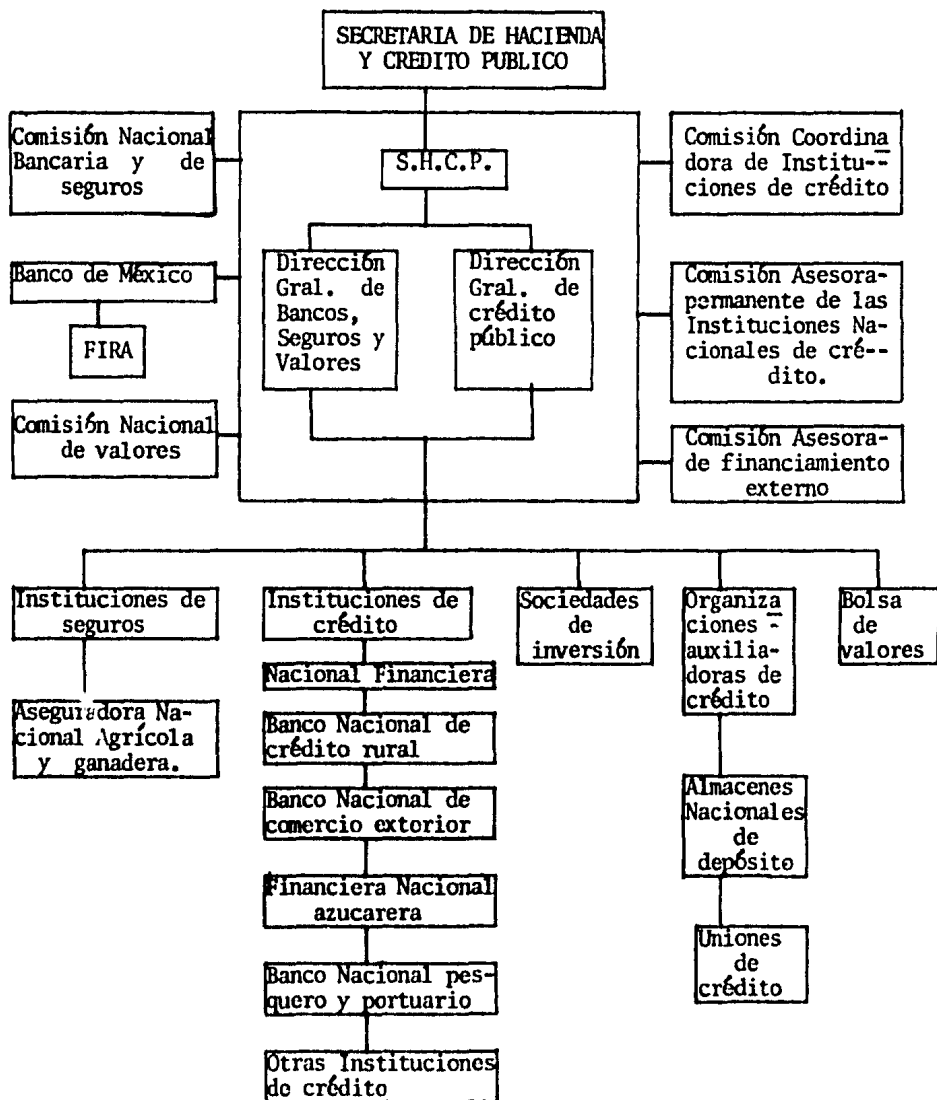 SECRETARIA DE HACIENDA
Y CREDITO PUBLICO
Comisión Nacional
Bancaria y de
seguros
Comisión Coordina
dora de Institu--
ciones de crédito
S.H.C.P.
Banco de México
FIRA
Dirección
Gral. de
Bancos,
Seguros y
Valores
Dirección
Gral. de
crédito
público
Comisión Asesora-
permanente de las
Instituciones Na-
cionales de cré--
dito.
Comisión Nacional
de valores
Comisión Asesora-
de financiamiento
externo
Instituciones de
seguros
Aseguradora Na-
cional Agrícola
y ganadera.
Instituciones de
crédito
Nacional Financiera
Banco Nacional de
crédito rural
Banco Nacional de
comercio extorior
Financiera Nacional
azucarera
Banco Nacional pes-
quero y portuario
Otras Instituciones
de crédito
Sociedades
de
inversión
Organiza
ciones -
auxilia-
doras de
crédito
Almacenes
Nacionales
de
depósito
Uniones
de
crédito
Bolsa
de
valores